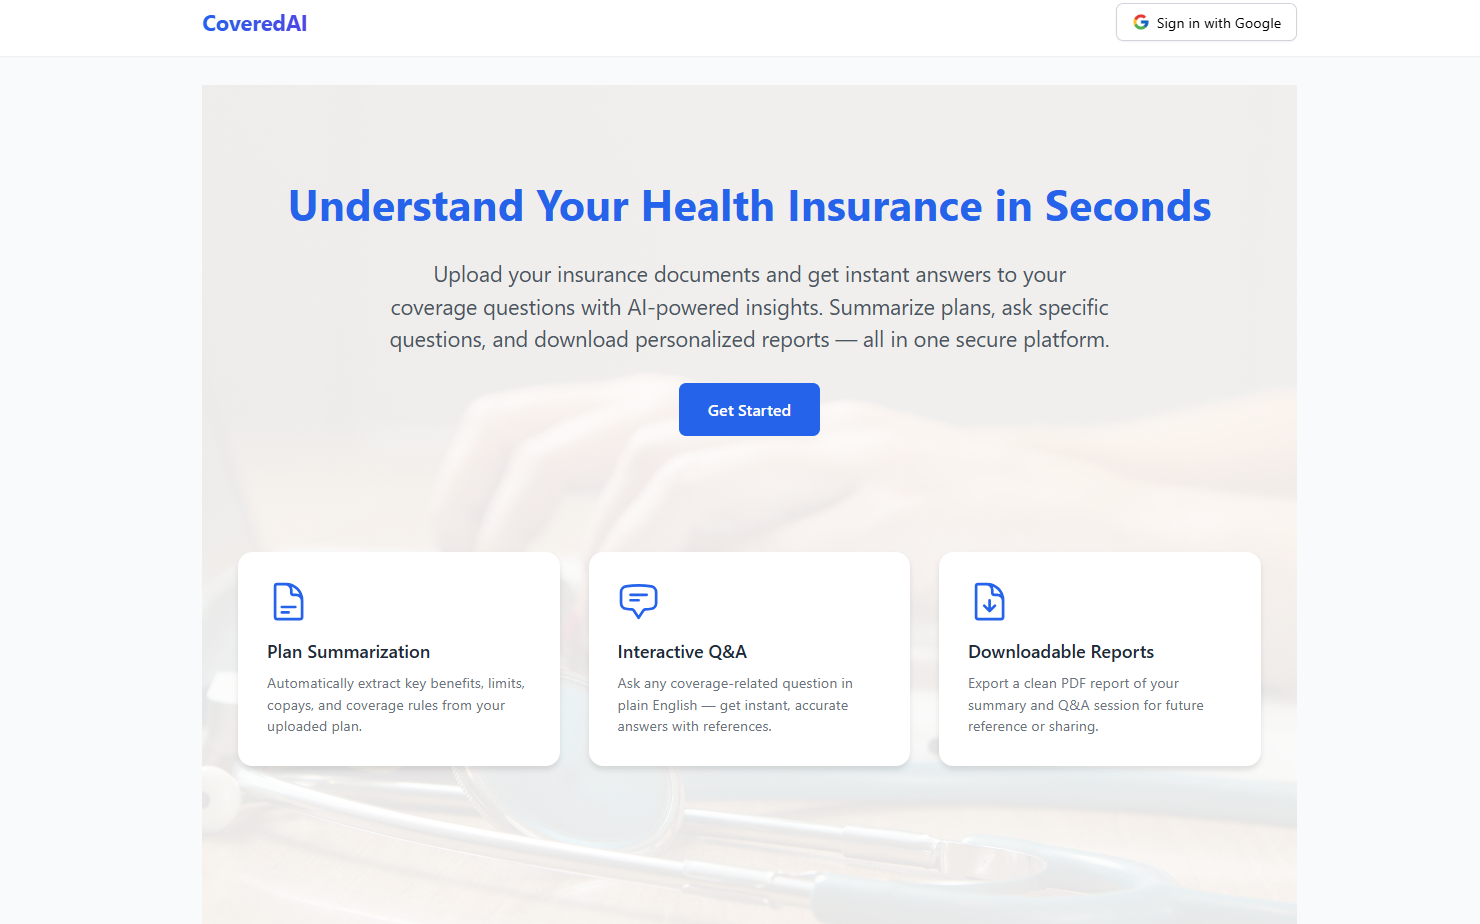 CoveredAI
Sign in with Google
Understand Your Health Insurance in Seconds
Upload your insurance documents and get instant answers to your
coverage questions with AI-powered insights. Summarize plans, ask specific
questions, and download personalized reports — all in one secure platform.
Get Started
Plan Summarization
Automatically extract key benefits, limits,
copays, and coverage rules from your
uploaded plan.
Interactive Q&A
Ask any coverage-related question in
plain English — get instant, accurate
answers with references.
Downloadable Reports
Export a clean PDF report of your
summary and Q&A session for future
reference or sharing.